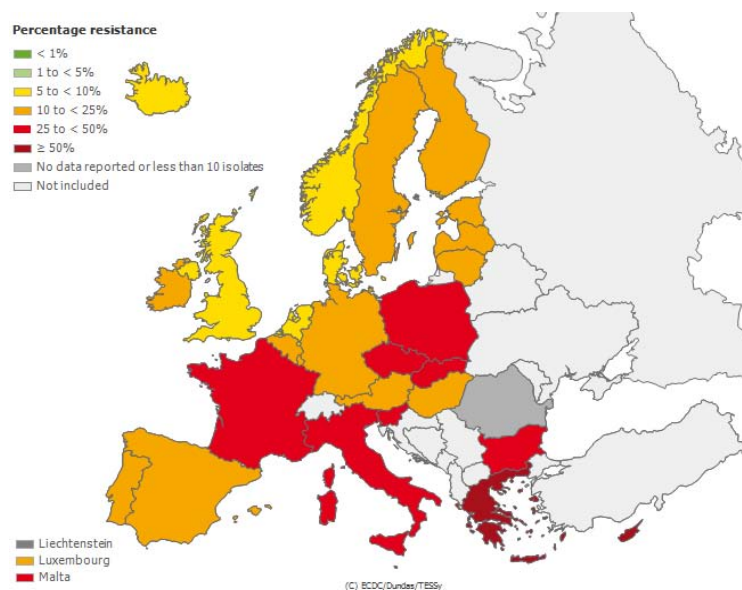 Percentage resistance
< 1%
1 to < 5%
5 to < 10%
10 to < 25%
25 to < 50%
≥ 50%
No data reported or less than 10 isolates
Not included
Liechtenstein
Luxembourg
Malta
(C) ECDC/Dundas/TESSy